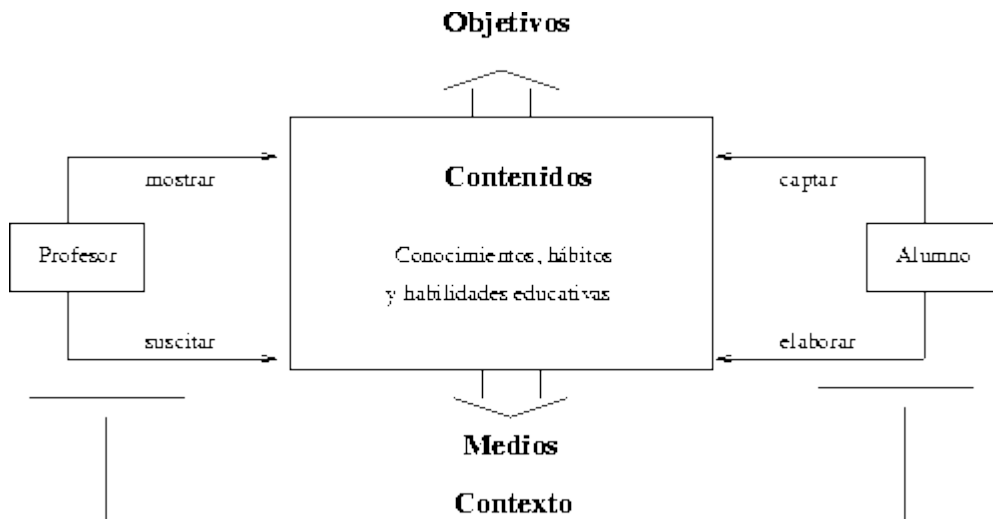 Objetivos
mostrar
Contenidos
captar
Profesor
Conocimientos, hábitos
y habilidades educativas
Alumno
suscitar
elaborar
Medios
Contexto